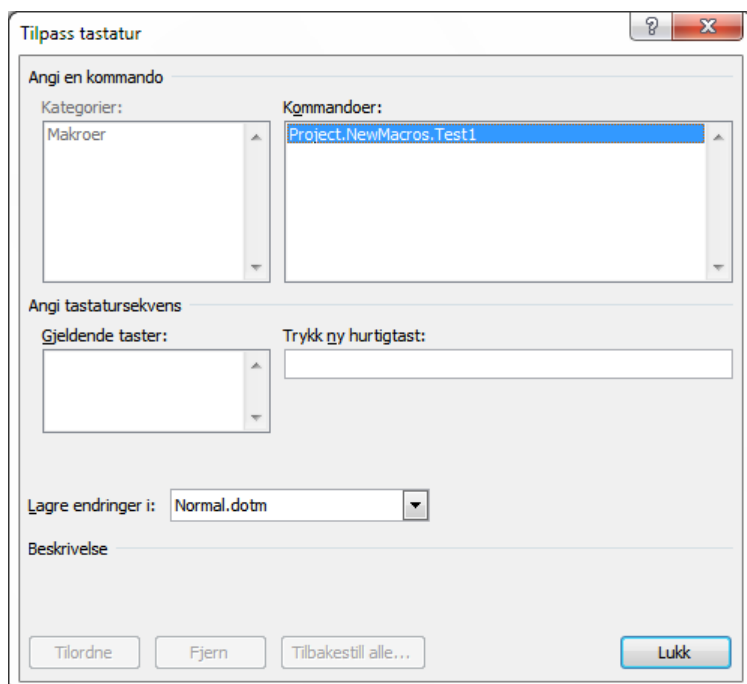 Tilpass tastatur
Angi en kommando
Kategorier:
Kommandoer:
Makroer
Project.NewMacros.Test1
Angi tastatursekvens
Gjeldende taster:
Trykk ny hurtigtast:
Lagre endringer i:
Normal.dotm
Beskrivelse
Tilordne
Fjern
Tilbakestill alle...
Lukk